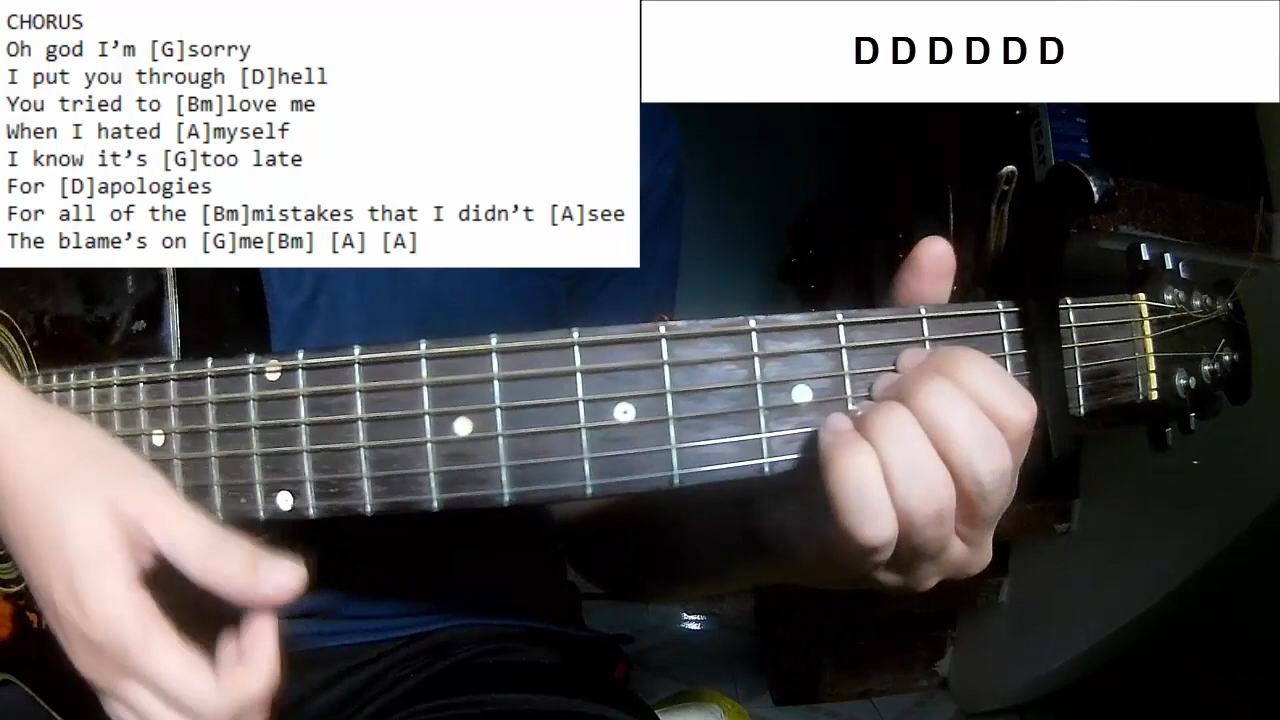 CHORUS
Oh god I’m [G]sorry
I put you through [D]hell
You tried to [Bm]love me
When I hated [A]myself
I know it’s [G]too late
For [D]apologies
For all of the [Bm]mistakes that I didn’t [A]see
The blame’s on [G]me[Bm] [A] [A]
D D D D D D